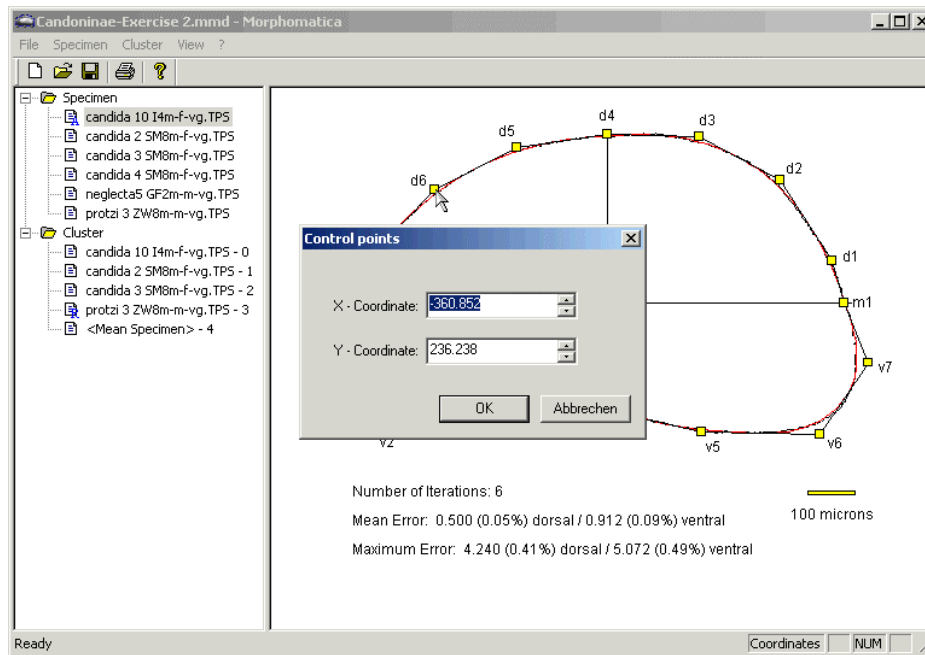 Candoninae-Exercise 2.mmd - Morphomatica
File Specimen Cluster View ?
Specimen
candida 10 I4m-f-vg.TPS
candida 2 SM8m-f-vg.TPS
candida 3 SM8m-f-vg.TPS
candida 4 SM8m-f-vg.TPS
neglecta5 GF2m-m-vg.TPS
protzi 3 ZW8m-m-vg.TPS
Cluster
candida 10 I4m-f-vg.TPS - 0
candida 2 SM8m-f-vg.TPS - 1
candida 3 SM8m-f-vg.TPS - 2
protzi 3 ZW8m-m-vg.TPS - 3
<Mean Specimen> - 4
d4
d3
d5
d6
d2
d1
m1
v7
v6
v5
v2
Control points
X - Coordinate: -360.852
Y - Coordinate: 236.238
OK Abbrechen
Number of Iterations: 6
Mean Error: 0.500 (0.05%) dorsal / 0.912 (0.09%) ventral
Maximum Error: 4.240 (0.41%) dorsal / 5.072 (0.49%) ventral
100 microns
Ready
Coordinates NUM